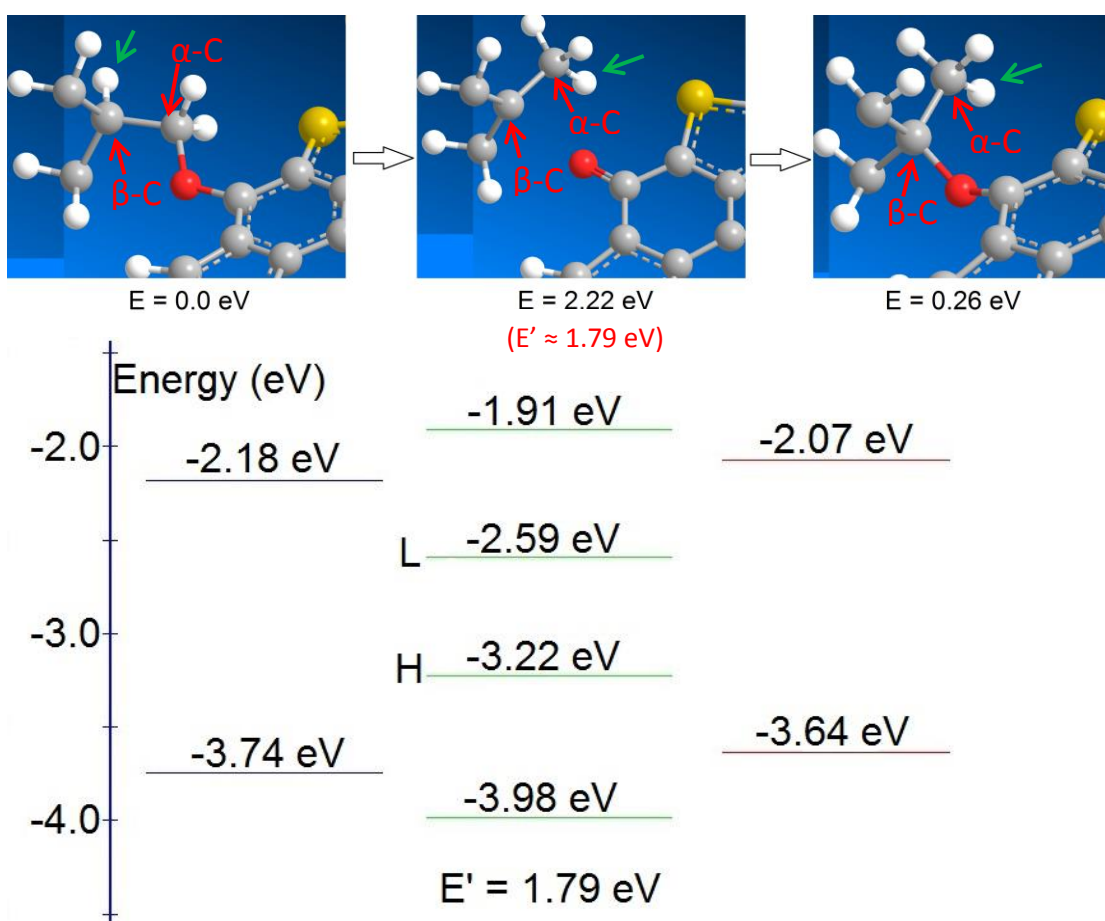 α-C
β-C
α-C
β-C
α-C
β-C
E = 0.0 eV
E = 2.22 eV
E = 0.26 eV
(E’ ≈ 1.79 eV)
Energy (eV)
-2.0
-3.0
-4.0
-2.18 eV
-3.74 eV
-1.91 eV
L -2.59 eV
H -3.22 eV
-3.98 eV
-2.07 eV
-3.64 eV
E' = 1.79 eV